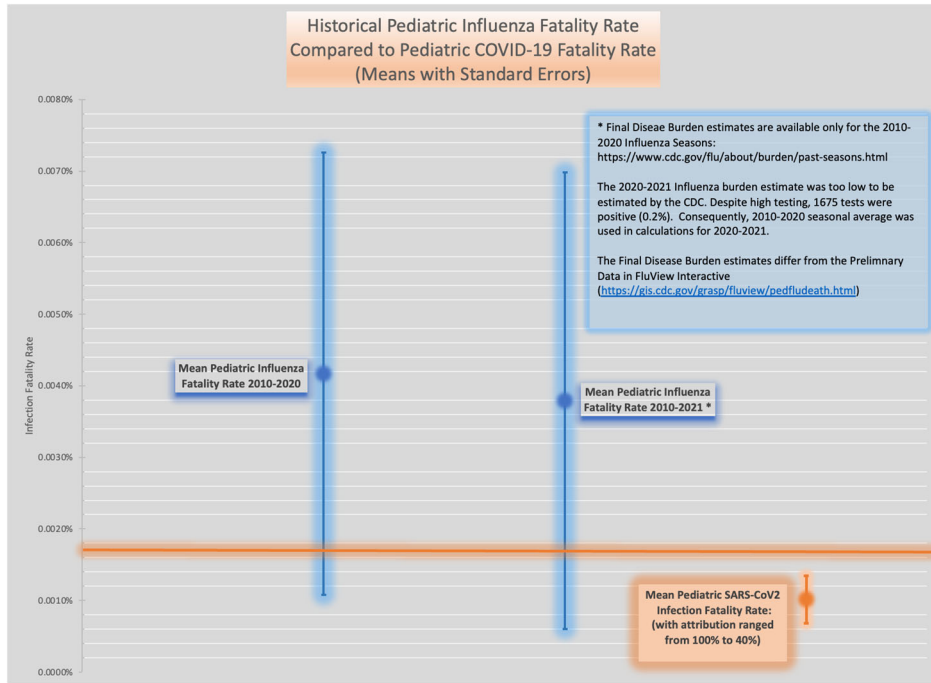 Historical Pediatric Influenza Fatality Rate
Compared to Pediatric COVID-19 Fatality Rate
(Means with Standard Errors)
0.0080%
0.0070%
0.0060%
0.0050%
0.0040%
0.0030%
0.0020%
0.0010%
0.0000%
Infection Fatality Rate
* Final Diseae Burden estimates are available only for the 2010-
2020 Influenza Seasons:
https://www.cdc.gov/flu/about/burden/past-seasons.html
The 2020-2021 Influenza burden estimate was too low to be
estimated by the CDC. Despite high testing, 1675 tests were
positive (0.2%).  Consequently, 2010-2020 seasonal average was
used in calculations for 2020-2021.
The Final Disease Burden estimates differ from the Prelimnary
Data in FluView Interactive
(https://gis.cdc.gov/grasp/fluview/pedfludeath.html)
Mean Pediatric Influenza
Fatality Rate 2010-2020
Mean Pediatric Influenza
Fatality Rate 2010-2021 *
Mean Pediatric SARS-CoV2
Infection Fatality Rate:
(with attribution ranged
from 100% to 40%)